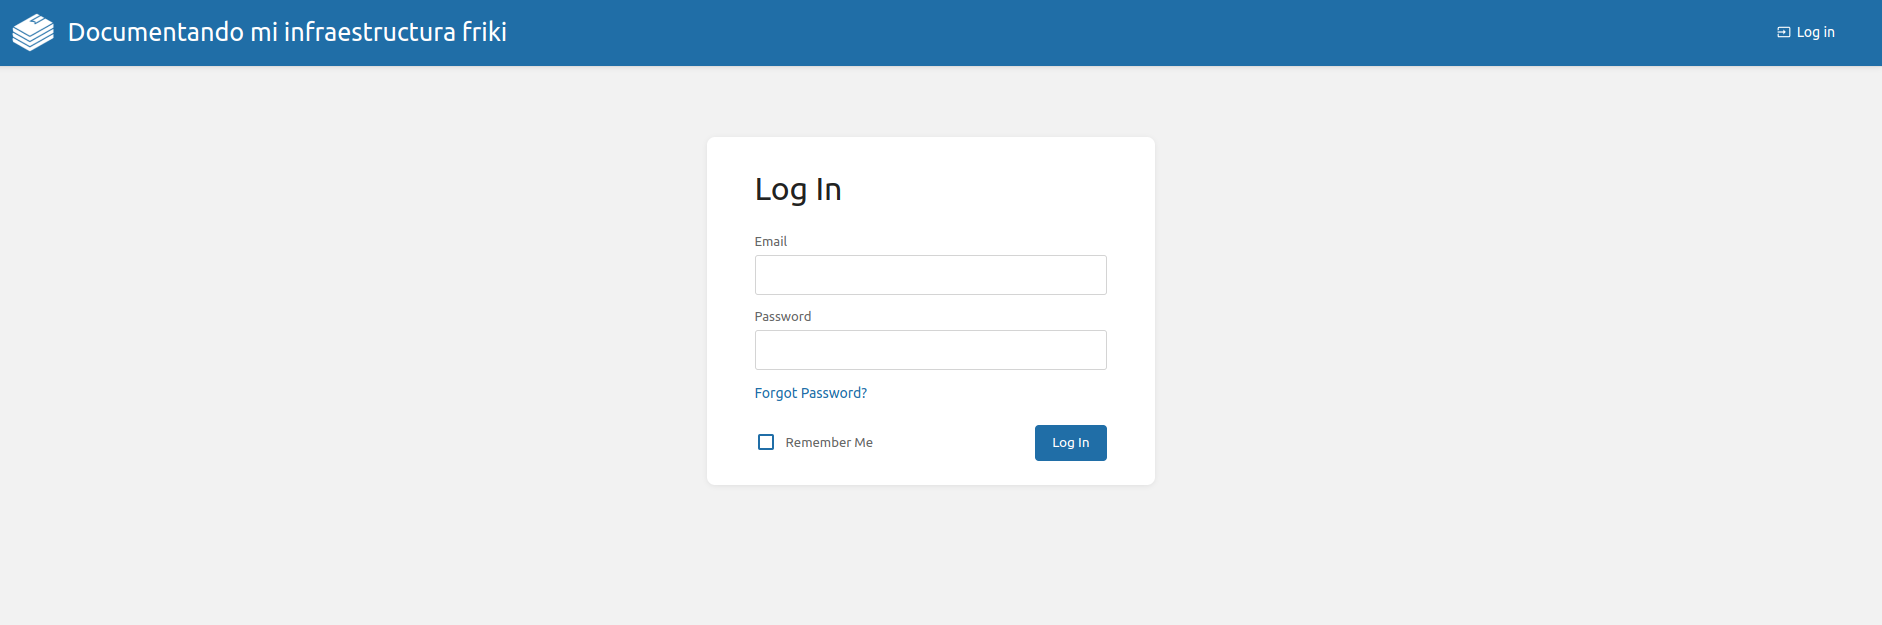 Documentando mi infraestructura friki
Log in
Log In
Email
Password
Forgot Password?
Remember Me
Log In